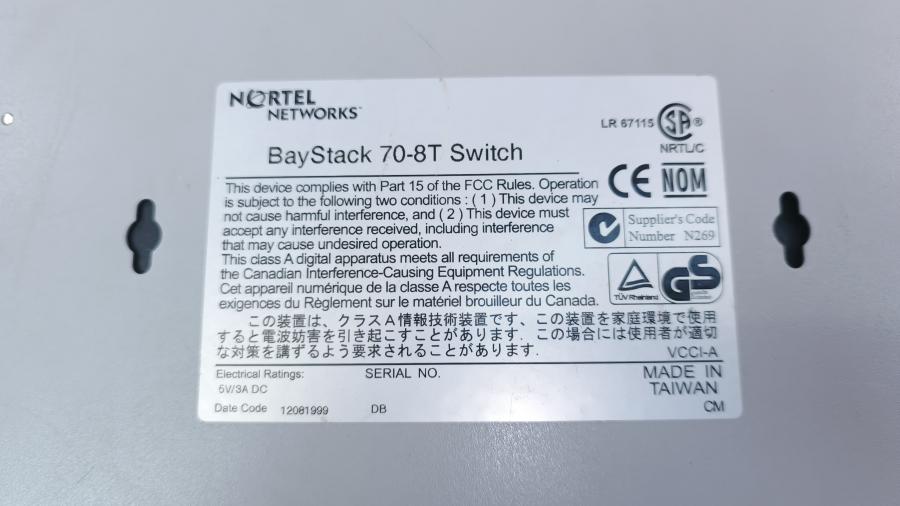 NORTEL
NETWORKS™
LR 67115
SA ®
NRTL/C
BayStack 70-8T Switch
This device complies with Part 15 of the FCC Rules. Operation
is subject to the following two conditions : ( 1 ) This device may
not cause harmful interference, and ( 2 ) This device must
accept any interference received, including interference
that may cause undesired operation.
This class A digital apparatus meets all requirements of
the Canadian Interference-Causing Equipment Regulations.
Cet appareil numérique de la classe A respecte toutes les
exigences du Règlement sur le matériel brouilleur du Canada.
CE NOM
Supplier's Code
Number N269
TÜV Rheinland
GS
この装置は、クラスA情報技術装置です、この装置を家庭環境で使用
すると電波妨害を引き起こすことがあります. この場合には使用者が適切
な対策を講ずるよう要求されることがあります.
VCCI-A
Electrical Ratings:
5V/3A DC
SERIAL NO.
MADE IN
TAIWAN
Date Code 12081999 DB
CM